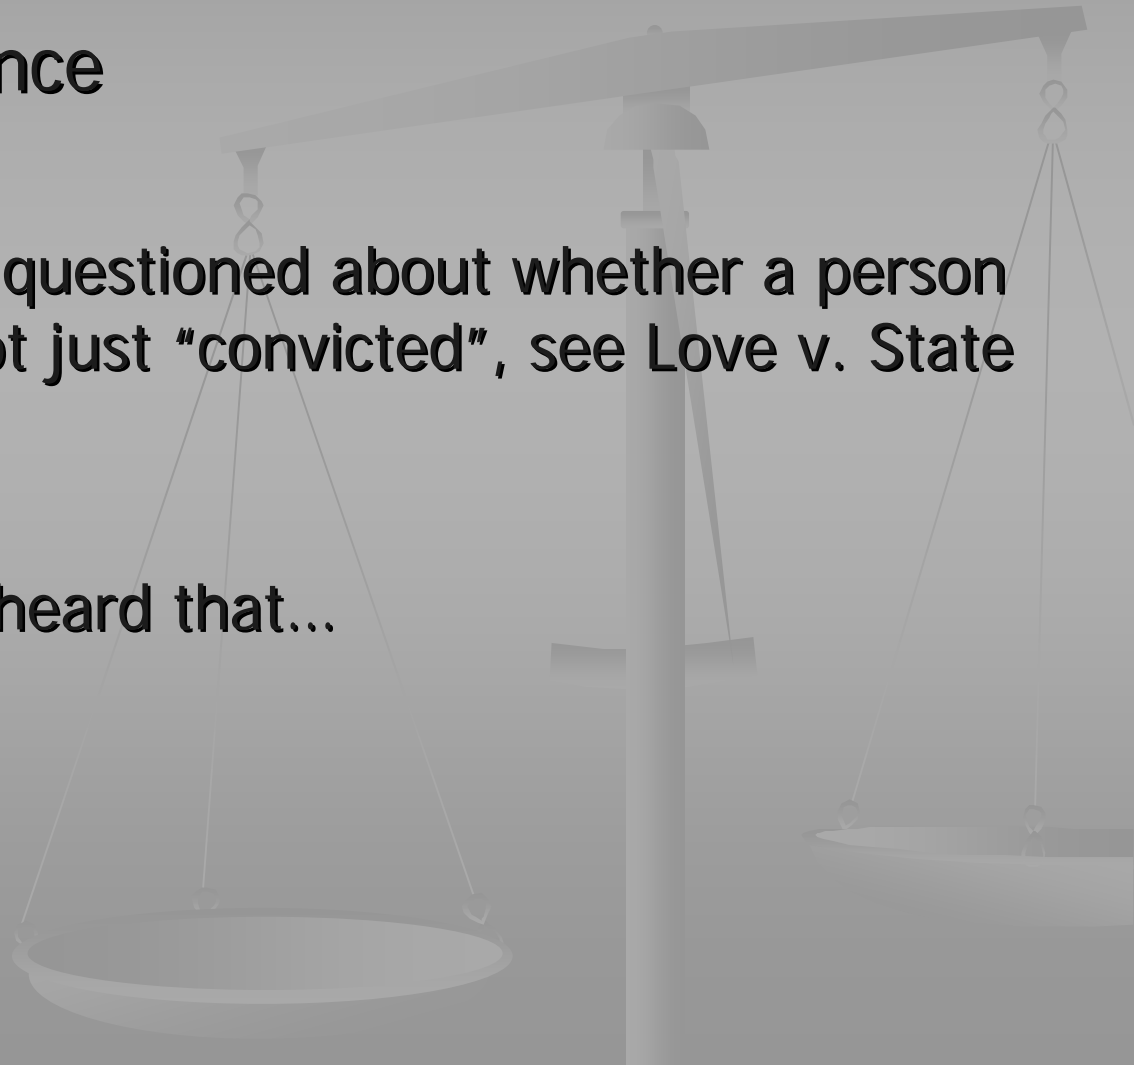 nce
questioned about whether a person
ot just “convicted”, see Love v. State
heard that...